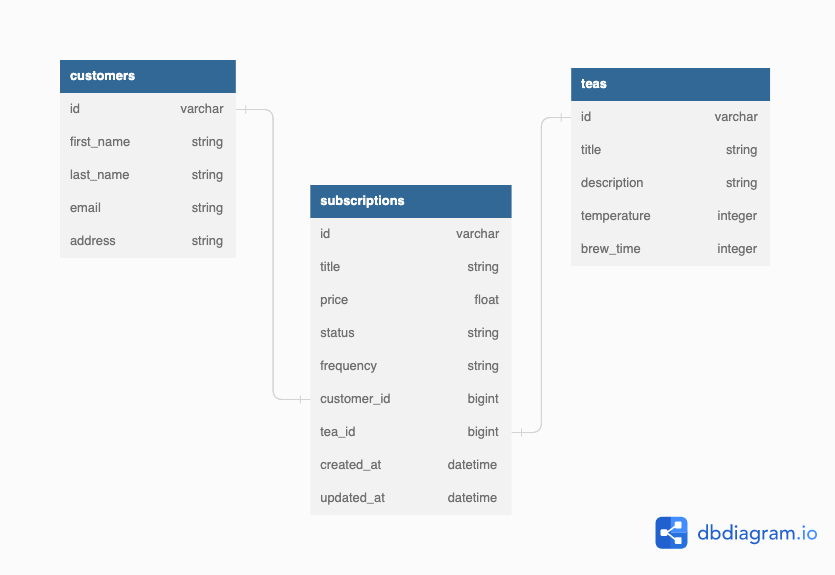 customers
id varchar
first_name string
last_name string
email string
address string
subscriptions
id varchar
title string
price float
status string
frequency string
customer_id bigint
tea_id bigint
created_at datetime
updated_at datetime
teas
id varchar
title string
description string
temperature integer
brew_time integer
dbdiagram.io